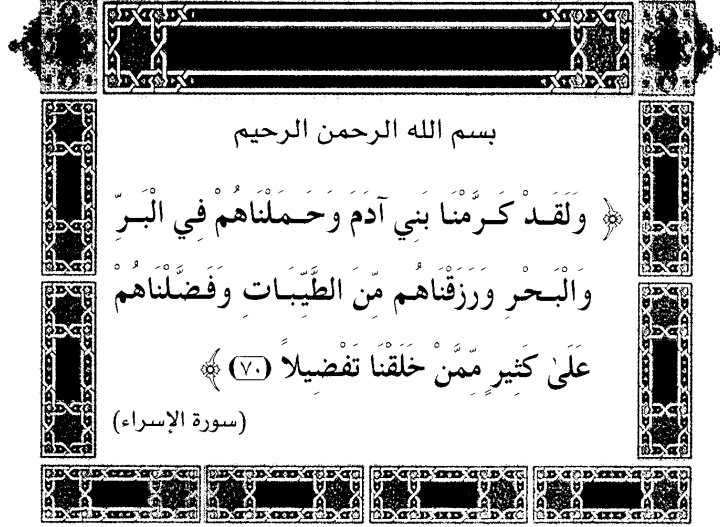 بسم الله الرحمن الرحيم
﴿ وَلَقَدْ كَرَّمْنَا بَنِي آدَمَ وَحَمَلْنَاهُمْ فِي الْبَرِّ
وَالْبَحْرِ وَرَزَقْنَاهُم مِّنَ الطَّيِّبَاتِ وَفَضَّلْنَاهُمْ
عَلَىٰ كَثِيرٍ مِّمَّنْ خَلَقْنَا تَفْضِيلاً (٧٠) ﴾
(سورة الإسراء)